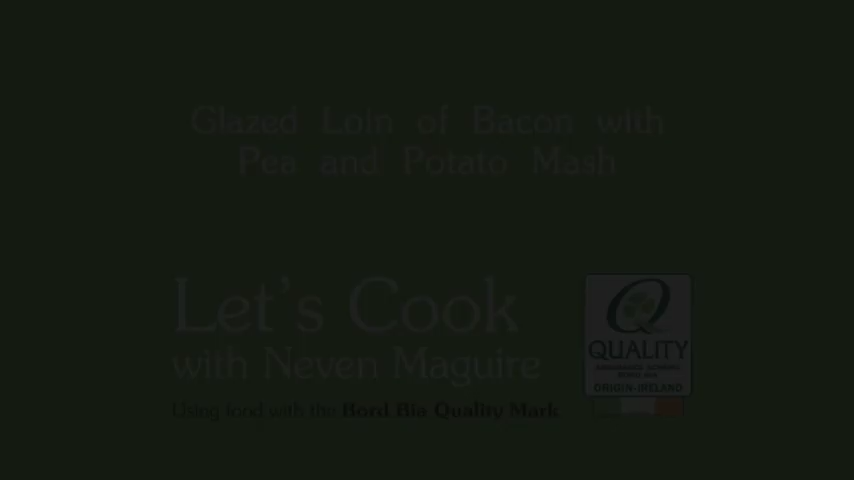 Glazed Loin of Bacon with
Pea and Potato Mash
Let's Cook
with Neven Maguire
Using food with the Bord Bia Quality Mark
QUALITY
ORIGIN-IRELAND